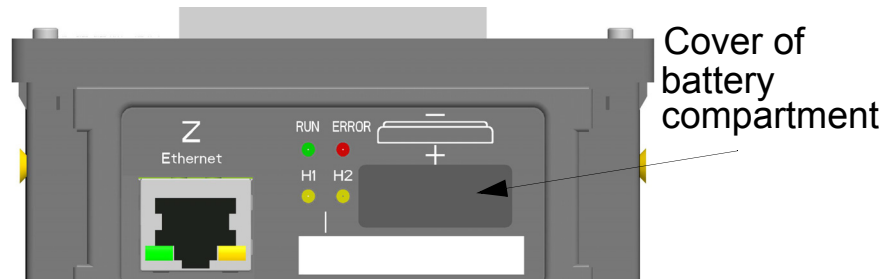 Cover of
battery
compartment
Z
Ethernet
RUN ERROR
H1 H2
−
+